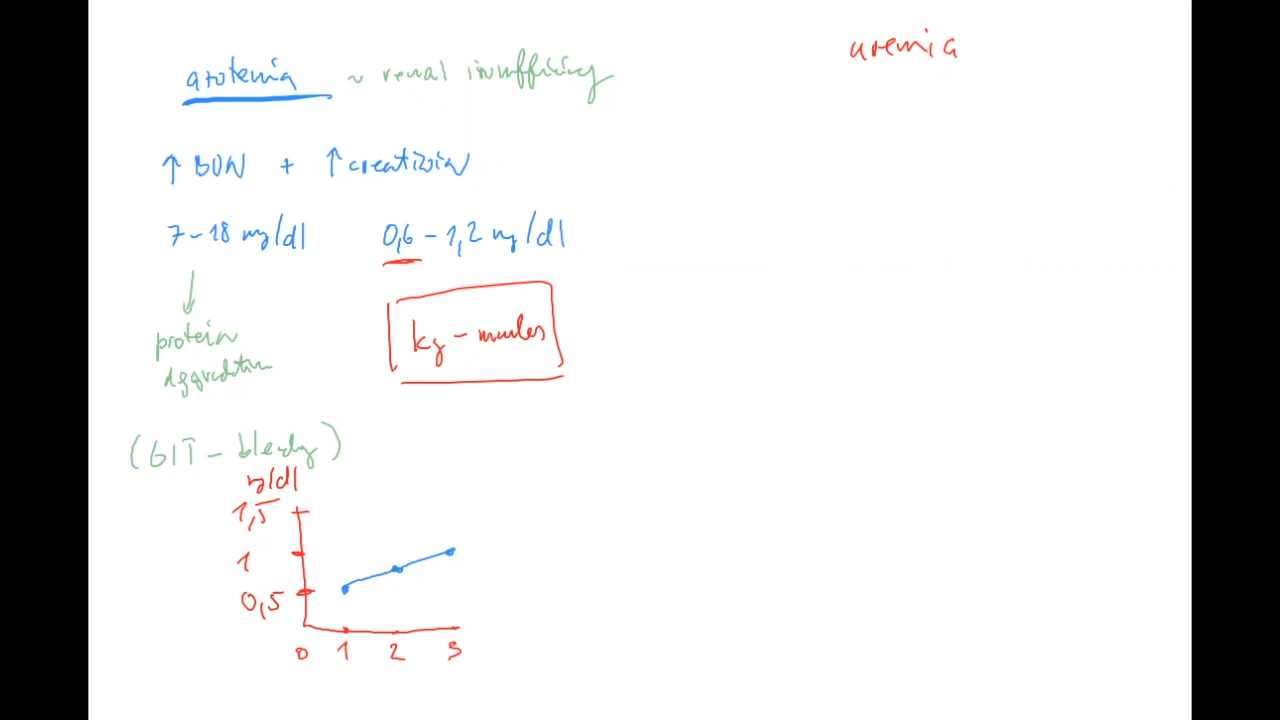 azotemia ~ renal insufficiency
uremia
↑ BUN + ↑ creatinin
7-18 mg/dl 0,6-1,2 mg/dl
kg - muscles
protein
degradation
(GIT - bleeding)
mg/dl
1,5
1
0,5
0 1 2 3